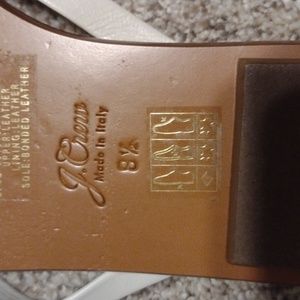 UPPER:LEATHER
LINING:LEATHER
SOLE:BONDED LEATHER
J.Crew
Made In Italy
8½